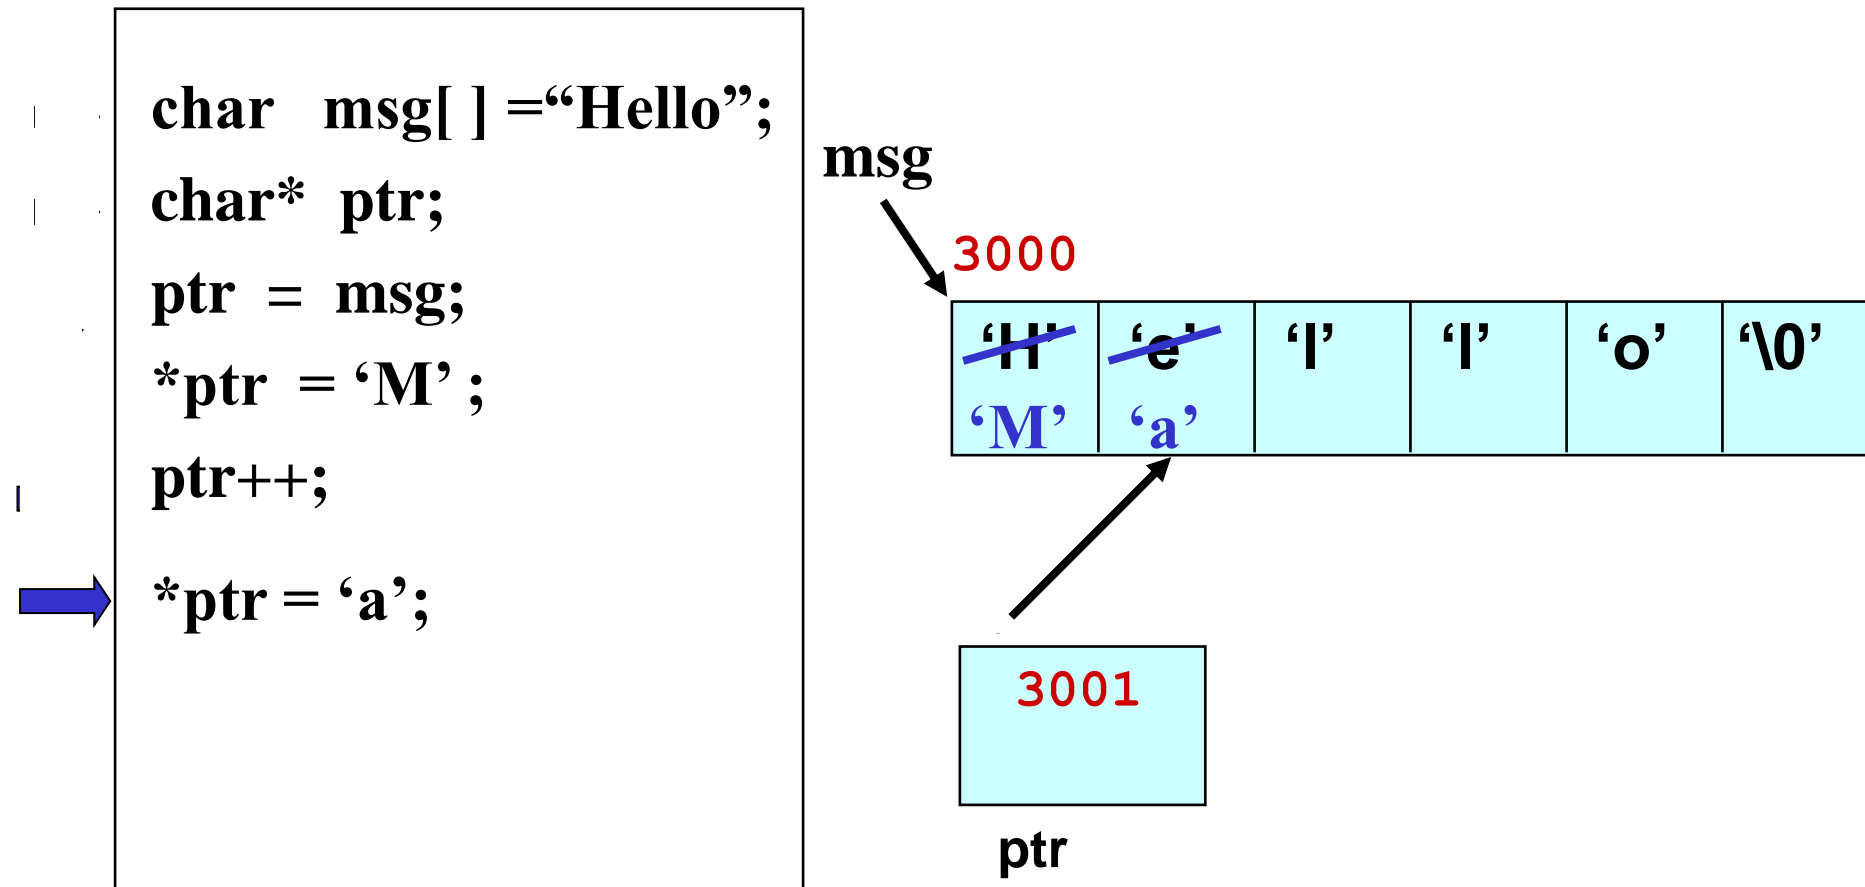 char msg[ ] =“Hello”;
char* ptr;
ptr = msg;
*ptr = ‘M’ ;
ptr++;
*ptr = ‘a’;
msg
3000
‘H’ ‘e’ ‘l’ ‘l’ ‘o’ ‘\0’
‘M’ ‘a’
3001
ptr